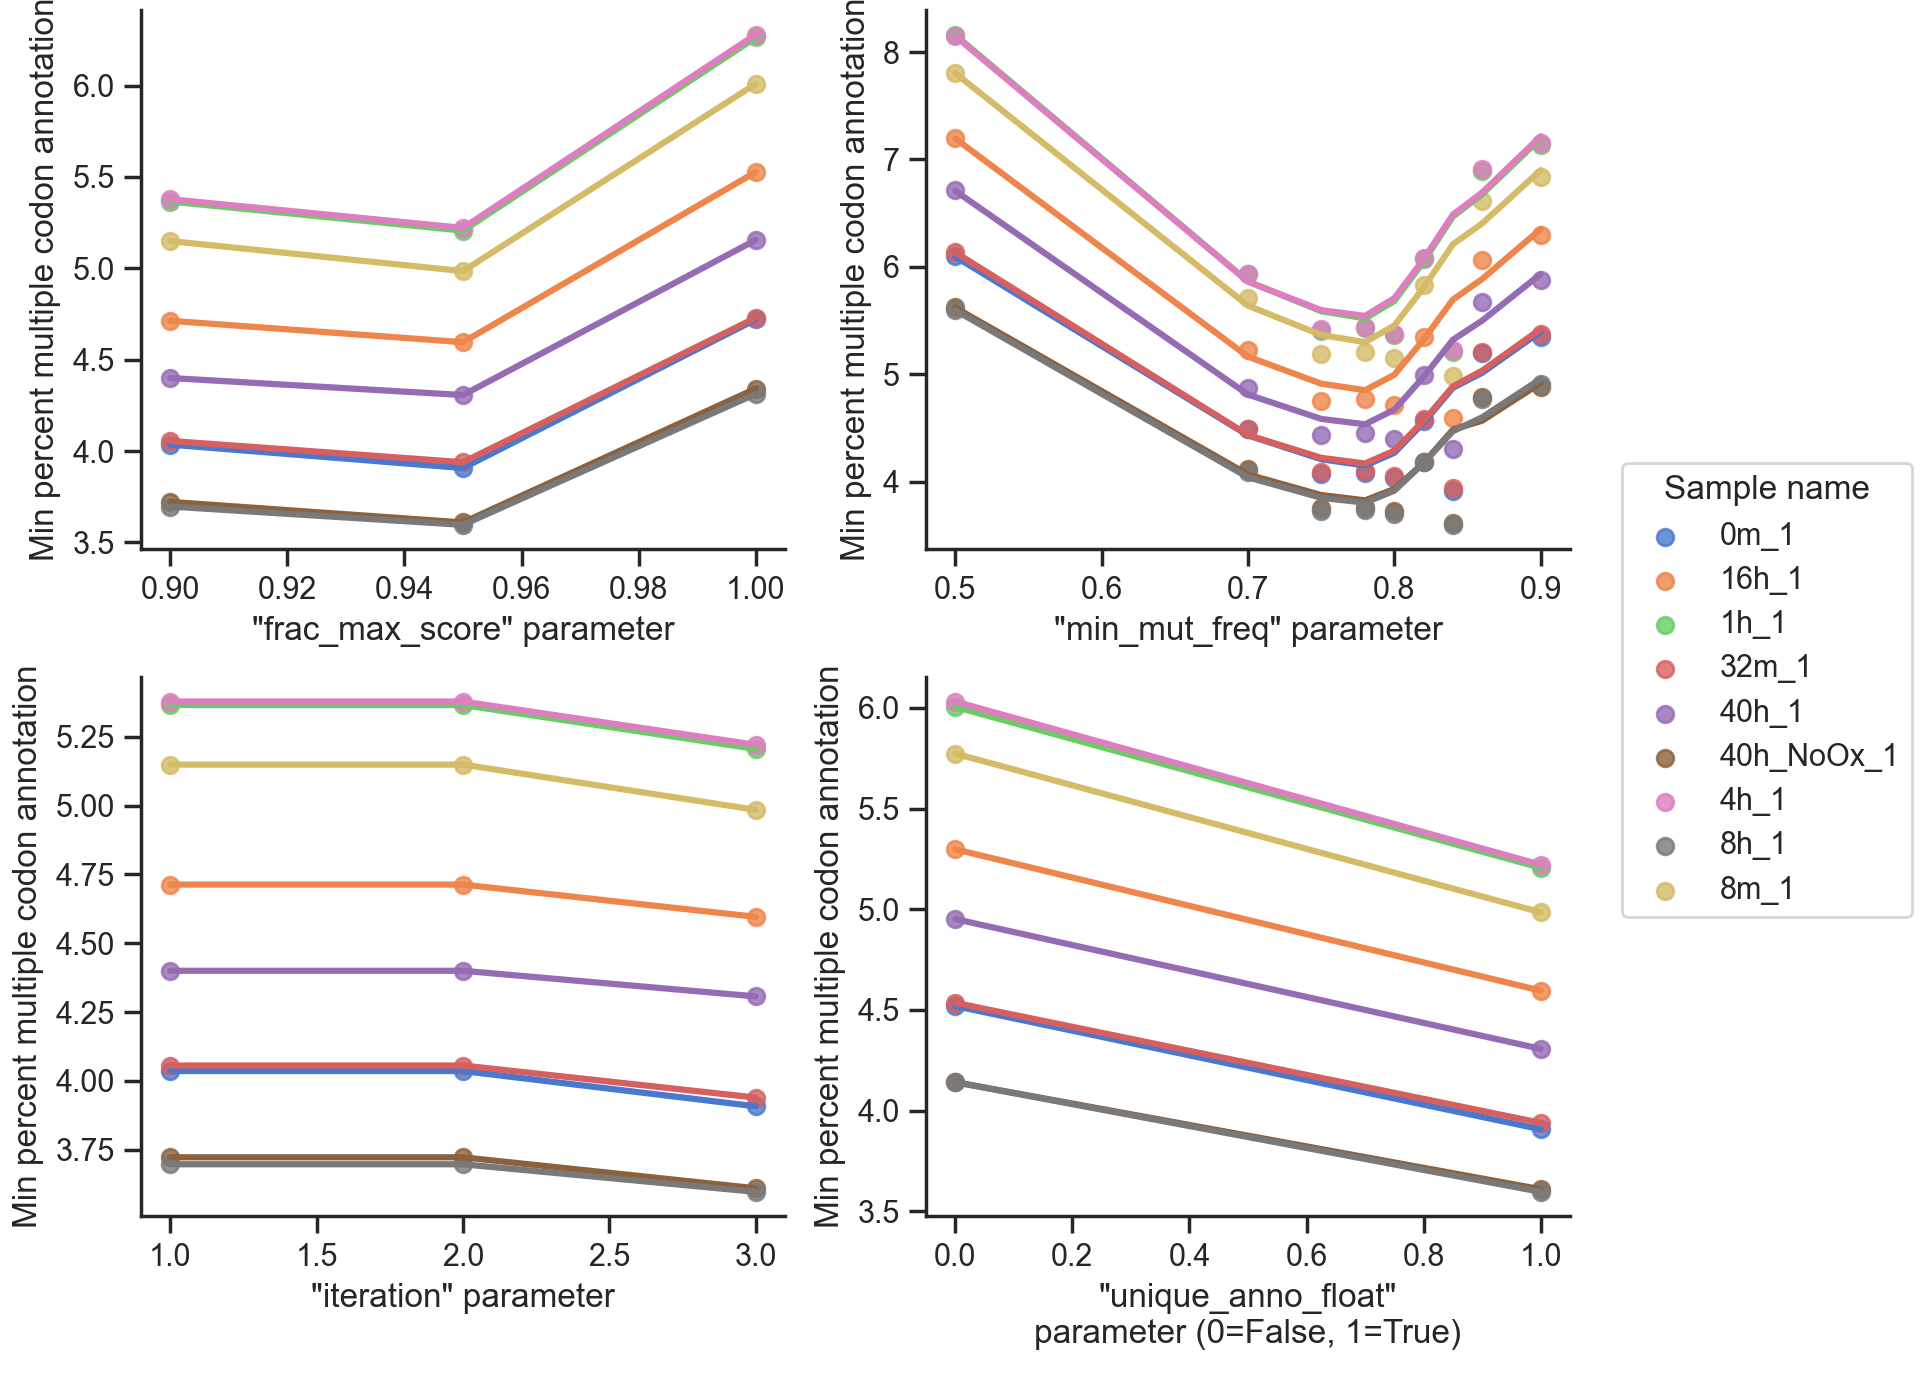 Min percent multiple codon annotation
6.0
5.5
5.0
4.5
4.0
3.5
0.90
0.92
0.94
0.96
0.98
1.00
"frac_max_score" parameter
Min percent multiple codon annotation
8
7
6
5
4
0.5
0.6
0.7
0.8
0.9
"min_mut_freq" parameter
Min percent multiple codon annotation
5.25
5.00
4.75
4.50
4.25
4.00
3.75
1.0
1.5
2.0
2.5
3.0
"iteration" parameter
Min percent multiple codon annotation
6.0
5.5
5.0
4.5
4.0
3.5
0.0
0.2
0.4
0.6
0.8
1.0
"unique_anno_float"
parameter (0=False, 1=True)
Sample name
0m_1
16h_1
1h_1
32m_1
40h_1
40h_NoOx_1
4h_1
8h_1
8m_1